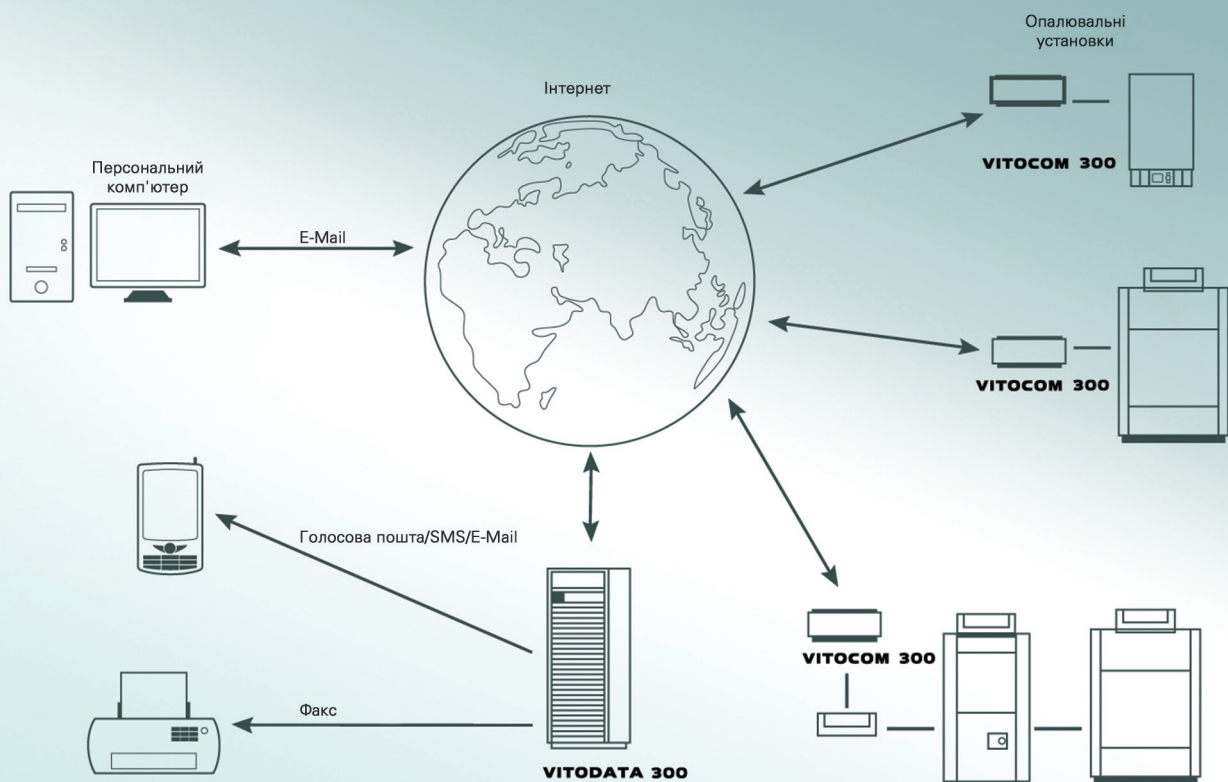 Опалювальні
установки
Інтернет
VITOCOM 300
Персональний
комп'ютер
E-Mail
VITOCOM 300
Голосова пошта/SMS/E-Mail
VITOCOM 300
Факс
VITODATA 300